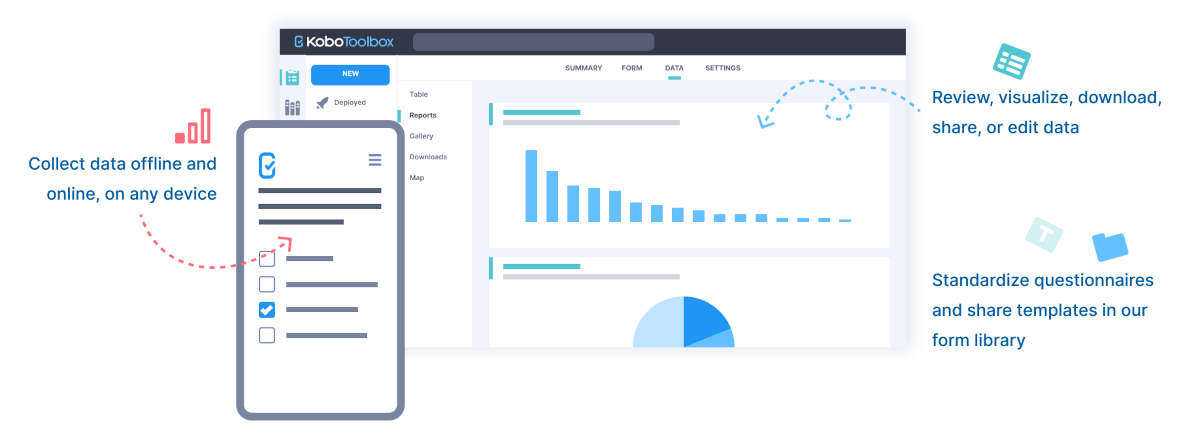 KoboToolbox
NEW
SUMMARY FORM DATA SETTINGS
Deployed
Table
Reports
Gallery
Downloads
Map
Collect data offline and
online, on any device
Review, visualize, download,
share, or edit data
T
Standardize questionnaires
and share templates in our
form library